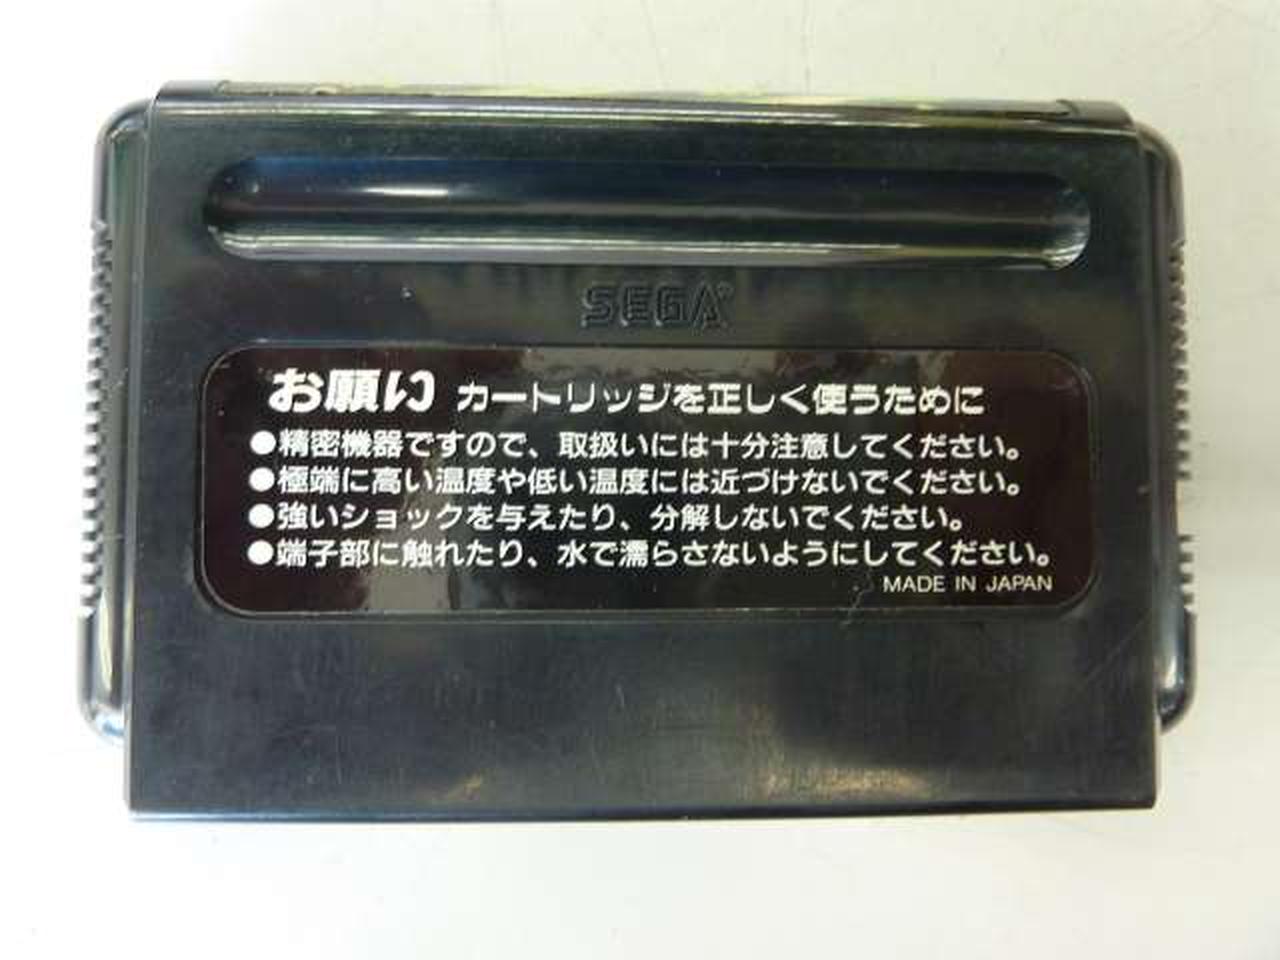 SEGA
お願い カートリッジを正しく使うために
●精密機器ですので、取扱いには十分注意してください。
●極端に高い温度や低い温度には近づけないでください。
●強いショックを与えたり、分解しないでください。
●端子部に触れたり、水で濡らさないようにしてください。
MADE IN JAPAN